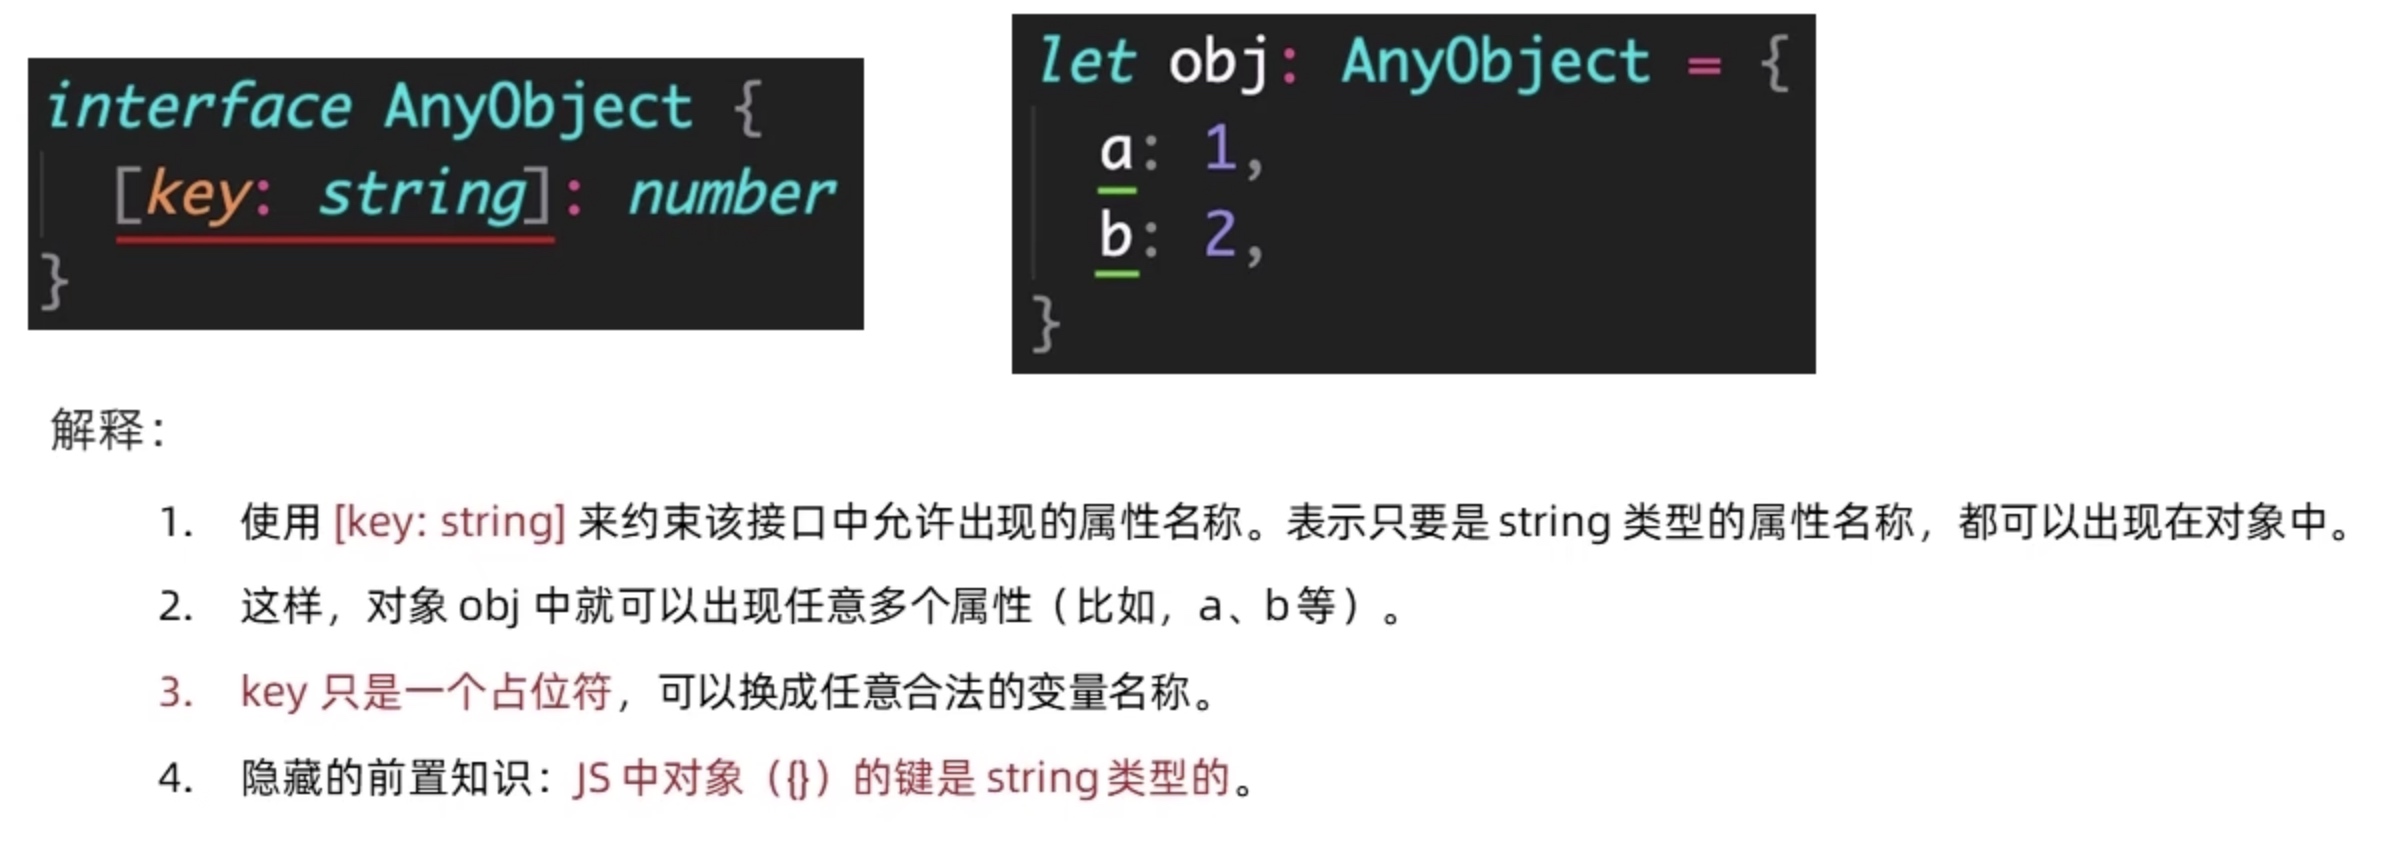 interface AnyObject {
[key: string]: number
}
let obj: AnyObject = {
a: 1,
b: 2,
}
解释：
1. 使用 [key: string] 来约束该接口中允许出现的属性名称。表示只要是 string 类型的属性名称，都可以出现在对象中。
2. 这样，对象 obj 中就可以出现任意多个属性（比如，a、b 等）。
3. key 只是一个占位符，可以换成任意合法的变量名称。
4. 隐藏的前置知识：JS 中对象（{}）的键是 string 类型的。